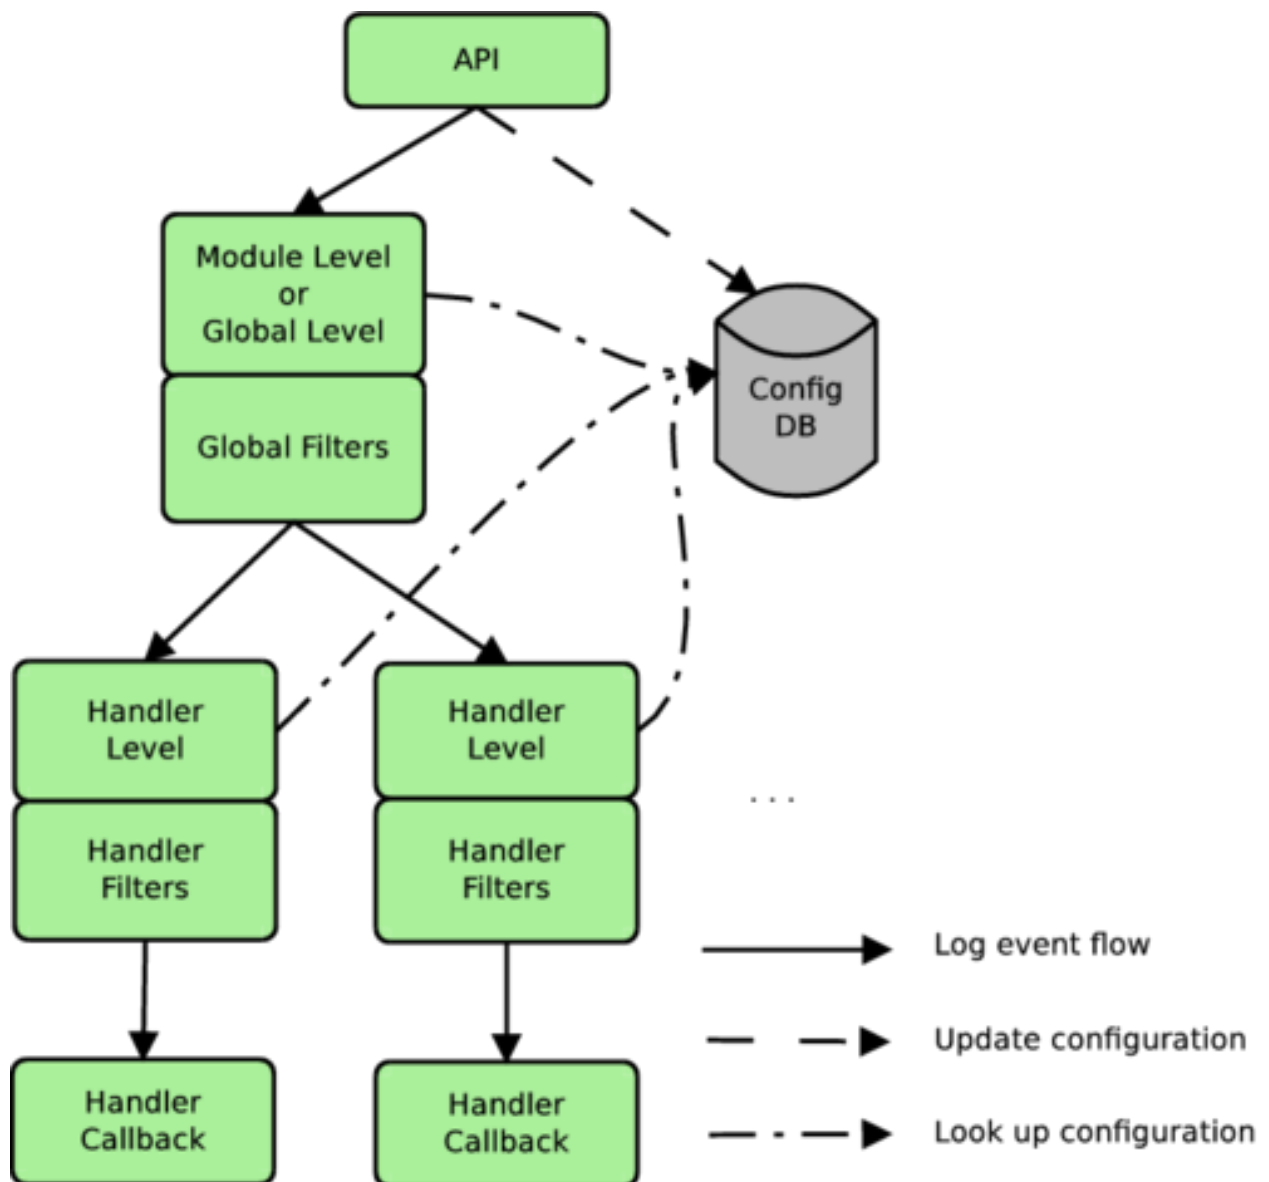 API
Module Level
or
Global Level
Global Filters
Config
DB
Handler
Level
Handler
Level
. . .
Handler
Filters
Handler
Filters
Log event flow
Update configuration
Handler
Callback
Handler
Callback
Look up configuration